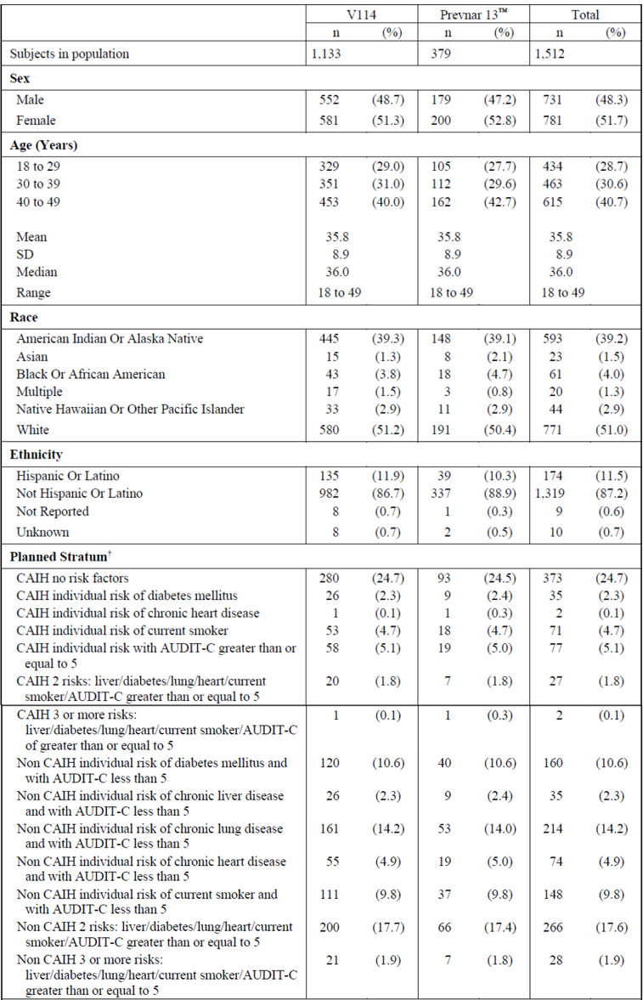 V114 Prevnar 13™ Total
n (%) n (%) n (%)
Subjects in population 1,133 379 1,512
Sex
Male 552 (48.7) 179 (47.2) 731 (48.3)
Female 581 (51.3) 200 (52.8) 781 (51.7)
Age (Years)
18 to 29 329 (29.0) 105 (27.7) 434 (28.7)
30 to 39 351 (31.0) 112 (29.6) 463 (30.6)
40 to 49 453 (40.0) 162 (42.7) 615 (40.7)
Mean 35.8 35.8 35.8
SD 8.9 8.9 8.9
Median 36.0 36.0 36.0
Range 18 to 49 18 to 49 18 to 49
Race
American Indian Or Alaska Native 445 (39.3) 148 (39.1) 593 (39.2)
Asian 15 (1.3) 8 (2.1) 23 (1.5)
Black Or African American 43 (3.8) 18 (4.7) 61 (4.0)
Multiple 17 (1.5) 3 (0.8) 20 (1.3)
Native Hawaiian Or Other Pacific Islander 33 (2.9) 11 (2.9) 44 (2.9)
White 580 (51.2) 191 (50.4) 771 (51.0)
Ethnicity
Hispanic Or Latino 135 (11.9) 39 (10.3) 174 (11.5)
Not Hispanic Or Latino 982 (86.7) 337 (88.9) 1,319 (87.2)
Not Reported 8 (0.7) 1 (0.3) 9 (0.6)
Unknown 8 (0.7) 2 (0.5) 10 (0.7)
Planned Stratum†
CAIH no risk factors 280 (24.7) 93 (24.5) 373 (24.7)
CAIH individual risk of diabetes mellitus 26 (2.3) 9 (2.4) 35 (2.3)
CAIH individual risk of chronic heart disease 1 (0.1) 1 (0.3) 2 (0.1)
CAIH individual risk of current smoker 53 (4.7) 18 (4.7) 71 (4.7)
CAIH individual risk with AUDIT-C greater than or 58 (5.1) 19 (5.0) 77 (5.1)
equal to 5
CAIH 2 risks: liver/diabetes/lung/heart/current 20 (1.8) 7 (1.8) 27 (1.8)
smoker/AUDIT-C greater than or equal to 5
CAIH 3 or more risks: 1 (0.1) 1 (0.3) 2 (0.1)
liver/diabetes/lung/heart/current smoker/AUDIT-C
of greater than or equal to 5
Non CAIH individual risk of diabetes mellitus and 120 (10.6) 40 (10.6) 160 (10.6)
with AUDIT-C less than 5
Non CAIH individual risk of chronic liver disease 26 (2.3) 9 (2.4) 35 (2.3)
and with AUDIT-C less than 5
Non CAIH individual risk of chronic lung disease 161 (14.2) 53 (14.0) 214 (14.2)
and with AUDIT-C less than 5
Non CAIH individual risk of chronic heart disease 55 (4.9) 19 (5.0) 74 (4.9)
and with AUDIT-C less than 5
Non CAIH individual risk of current smoker and 111 (9.8) 37 (9.8) 148 (9.8)
with AUDIT-C less than 5
Non CAIH 2 risks: liver/diabetes/lung/heart/current 200 (17.7) 66 (17.4) 266 (17.6)
smoker/AUDIT-C greater than or equal to 5
Non CAIH 3 or more risks: 21 (1.9) 7 (1.8) 28 (1.9)
liver/diabetes/lung/heart/current smoker/AUDIT-C
greater than or equal to 5